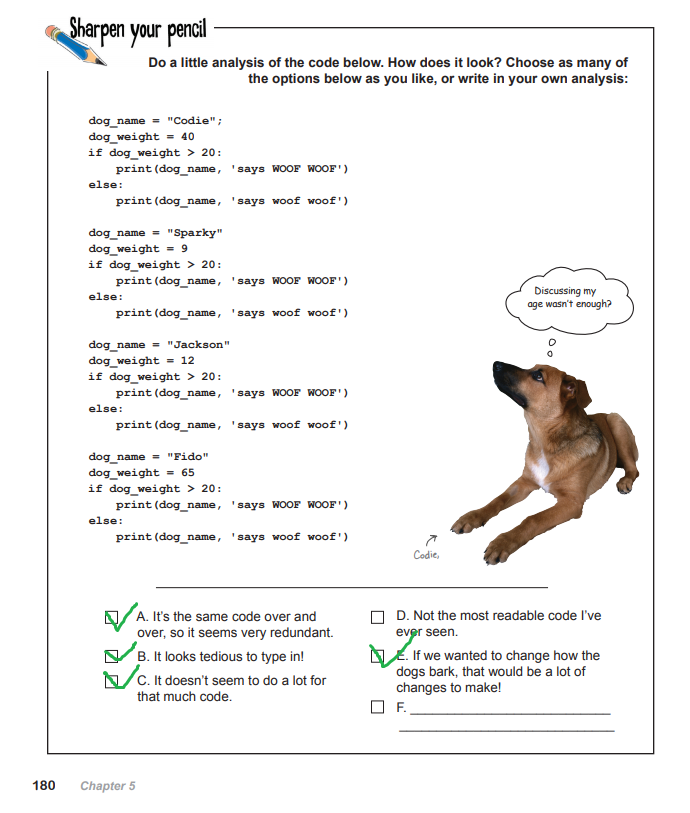 Sharpen your pencil
Do a little analysis of the code below. How does it look? Choose as many of
the options below as you like, or write in your own analysis:
dog_name = "Codie";
dog_weight = 40
if dog_weight > 20:
    print(dog_name, 'says WOOF WOOF')
else:
    print(dog_name, 'says woof woof')
dog_name = "Sparky"
dog_weight = 9
if dog_weight > 20:
    print(dog_name, 'says WOOF WOOF')
else:
    print(dog_name, 'says woof woof')
dog_name = "Jackson"
dog_weight = 12
if dog_weight > 20:
    print(dog_name, 'says WOOF WOOF')
else:
    print(dog_name, 'says woof woof')
dog_name = "Fido"
dog_weight = 65
if dog_weight > 20:
    print(dog_name, 'says WOOF WOOF')
else:
    print(dog_name, 'says woof woof')
Discussing my
age wasn't enough?
Codie,
A. It's the same code over and
over, so it seems very redundant.
B. It looks tedious to type in!
C. It doesn't seem to do a lot for
that much code.
D. Not the most readable code I've
ever seen.
E. If we wanted to change how the
dogs bark, that would be a lot of
changes to make!
F.
180 Chapter 5